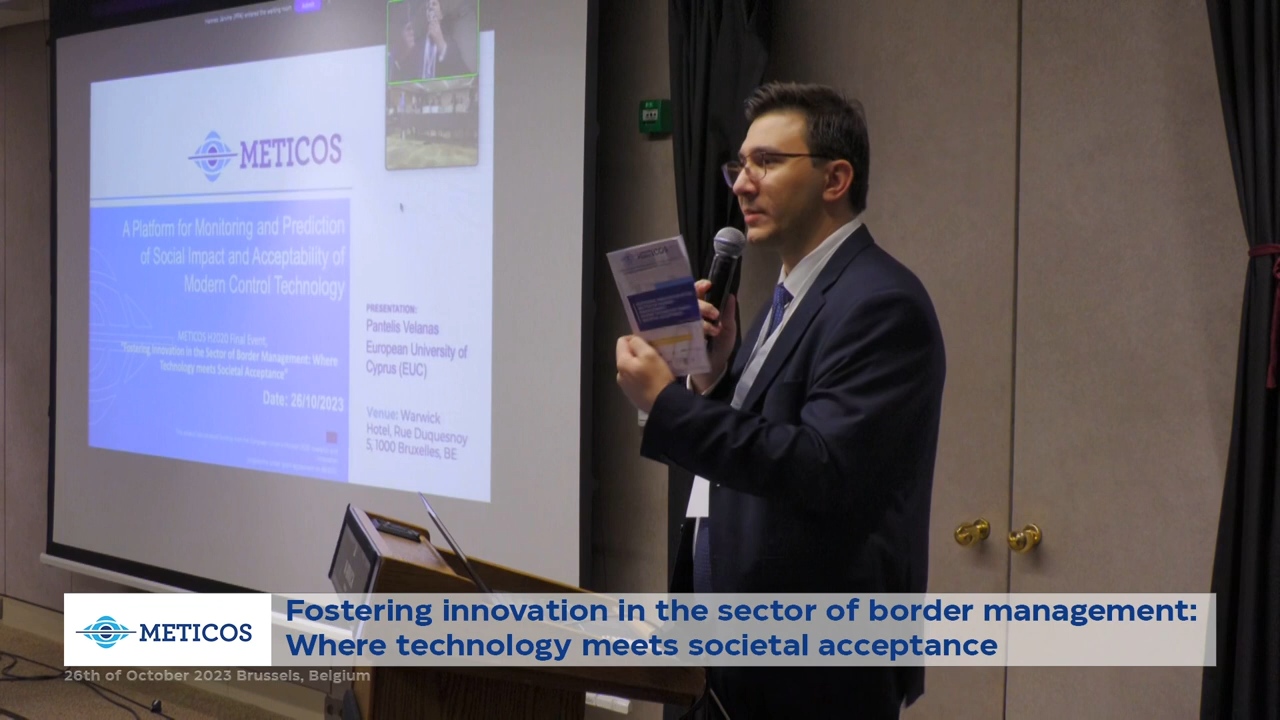 METICOS
A Platform for Monitoring and Prediction
of Social Impact and Acceptability of
Modern Control Technology
METICOS H2020 Final Event,
"Fostering Innovation in the Sector of Border Management: Where
Technology meets Societal Acceptance"
Date: 26/10/2023
PRESENTATION:
Pantelis Velanas
European University of
Cyprus (EUC)
Venue: Warwick
Hotel, Rue Duquesnoy
5, 1000 Bruxelles, BE
METICOS
METICOS
Fostering innovation in the sector of border management:
Where technology meets societal acceptance
26th of October 2023 Brussels, Belgium